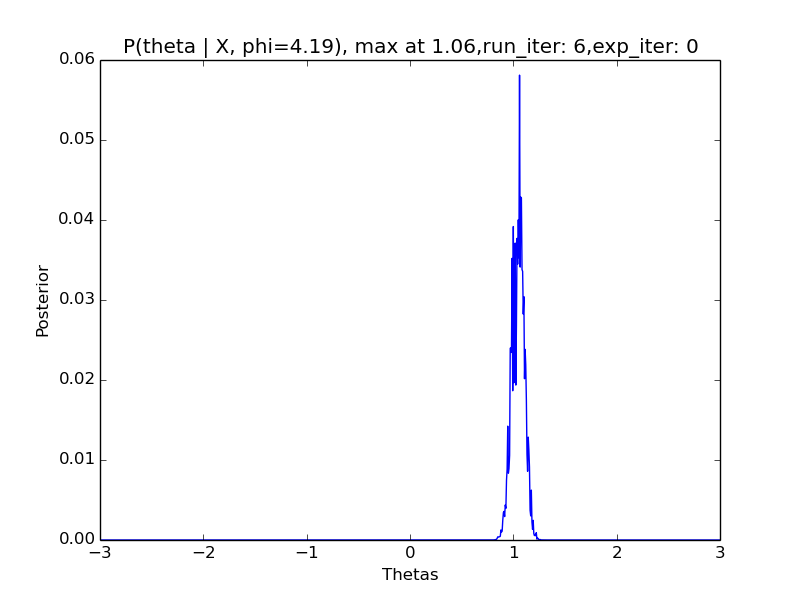 P(theta | X, phi=4.19), max at 1.06,run_iter: 6,exp_iter: 0
0.06
0.05
0.04
0.03
0.02
0.01
0.00
Posterior
−3 −2 −1 0 1 2 3
Thetas